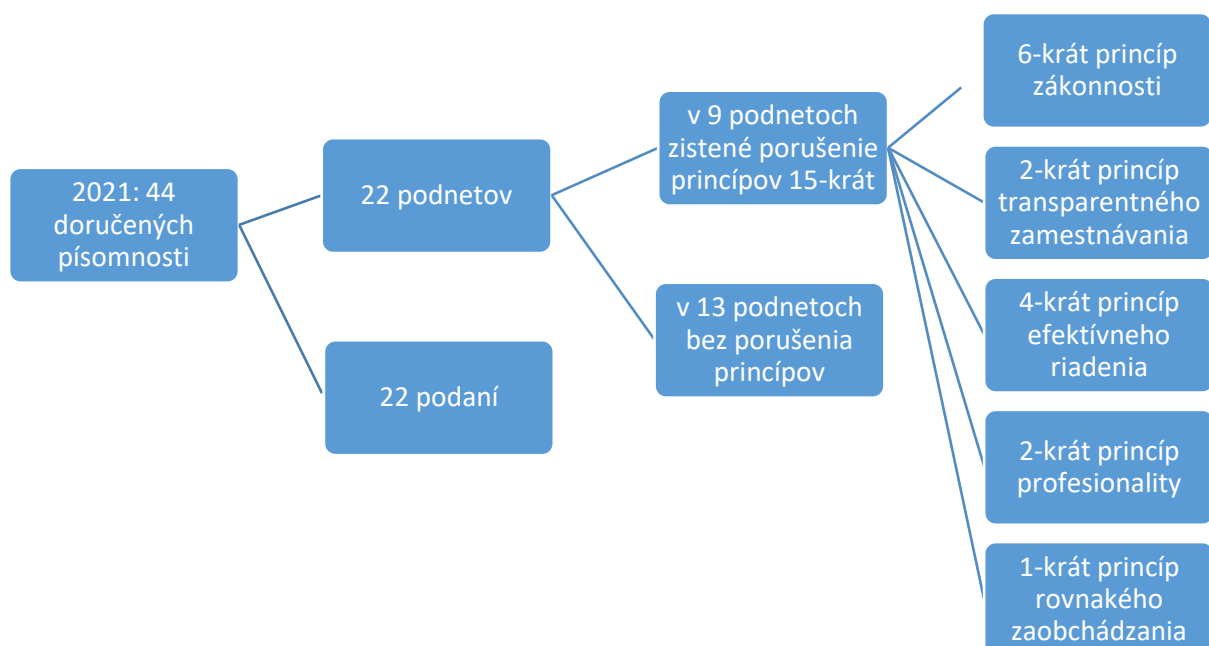 2021: 44
doručených
písomnosti
22 podnetov
22 podaní
v 9 podnetoch
zistené porušenie
princípov 15-krát
v 13 podnetoch
bez porušenia
princípov
6-krát princíp
zákonnosti
2-krát princíp
transparentného
zamestnávania
4-krát princíp
efektívneho
riadenia
2-krát princíp
profesionality
1-krát princíp
rovnakého
zaobchádzania